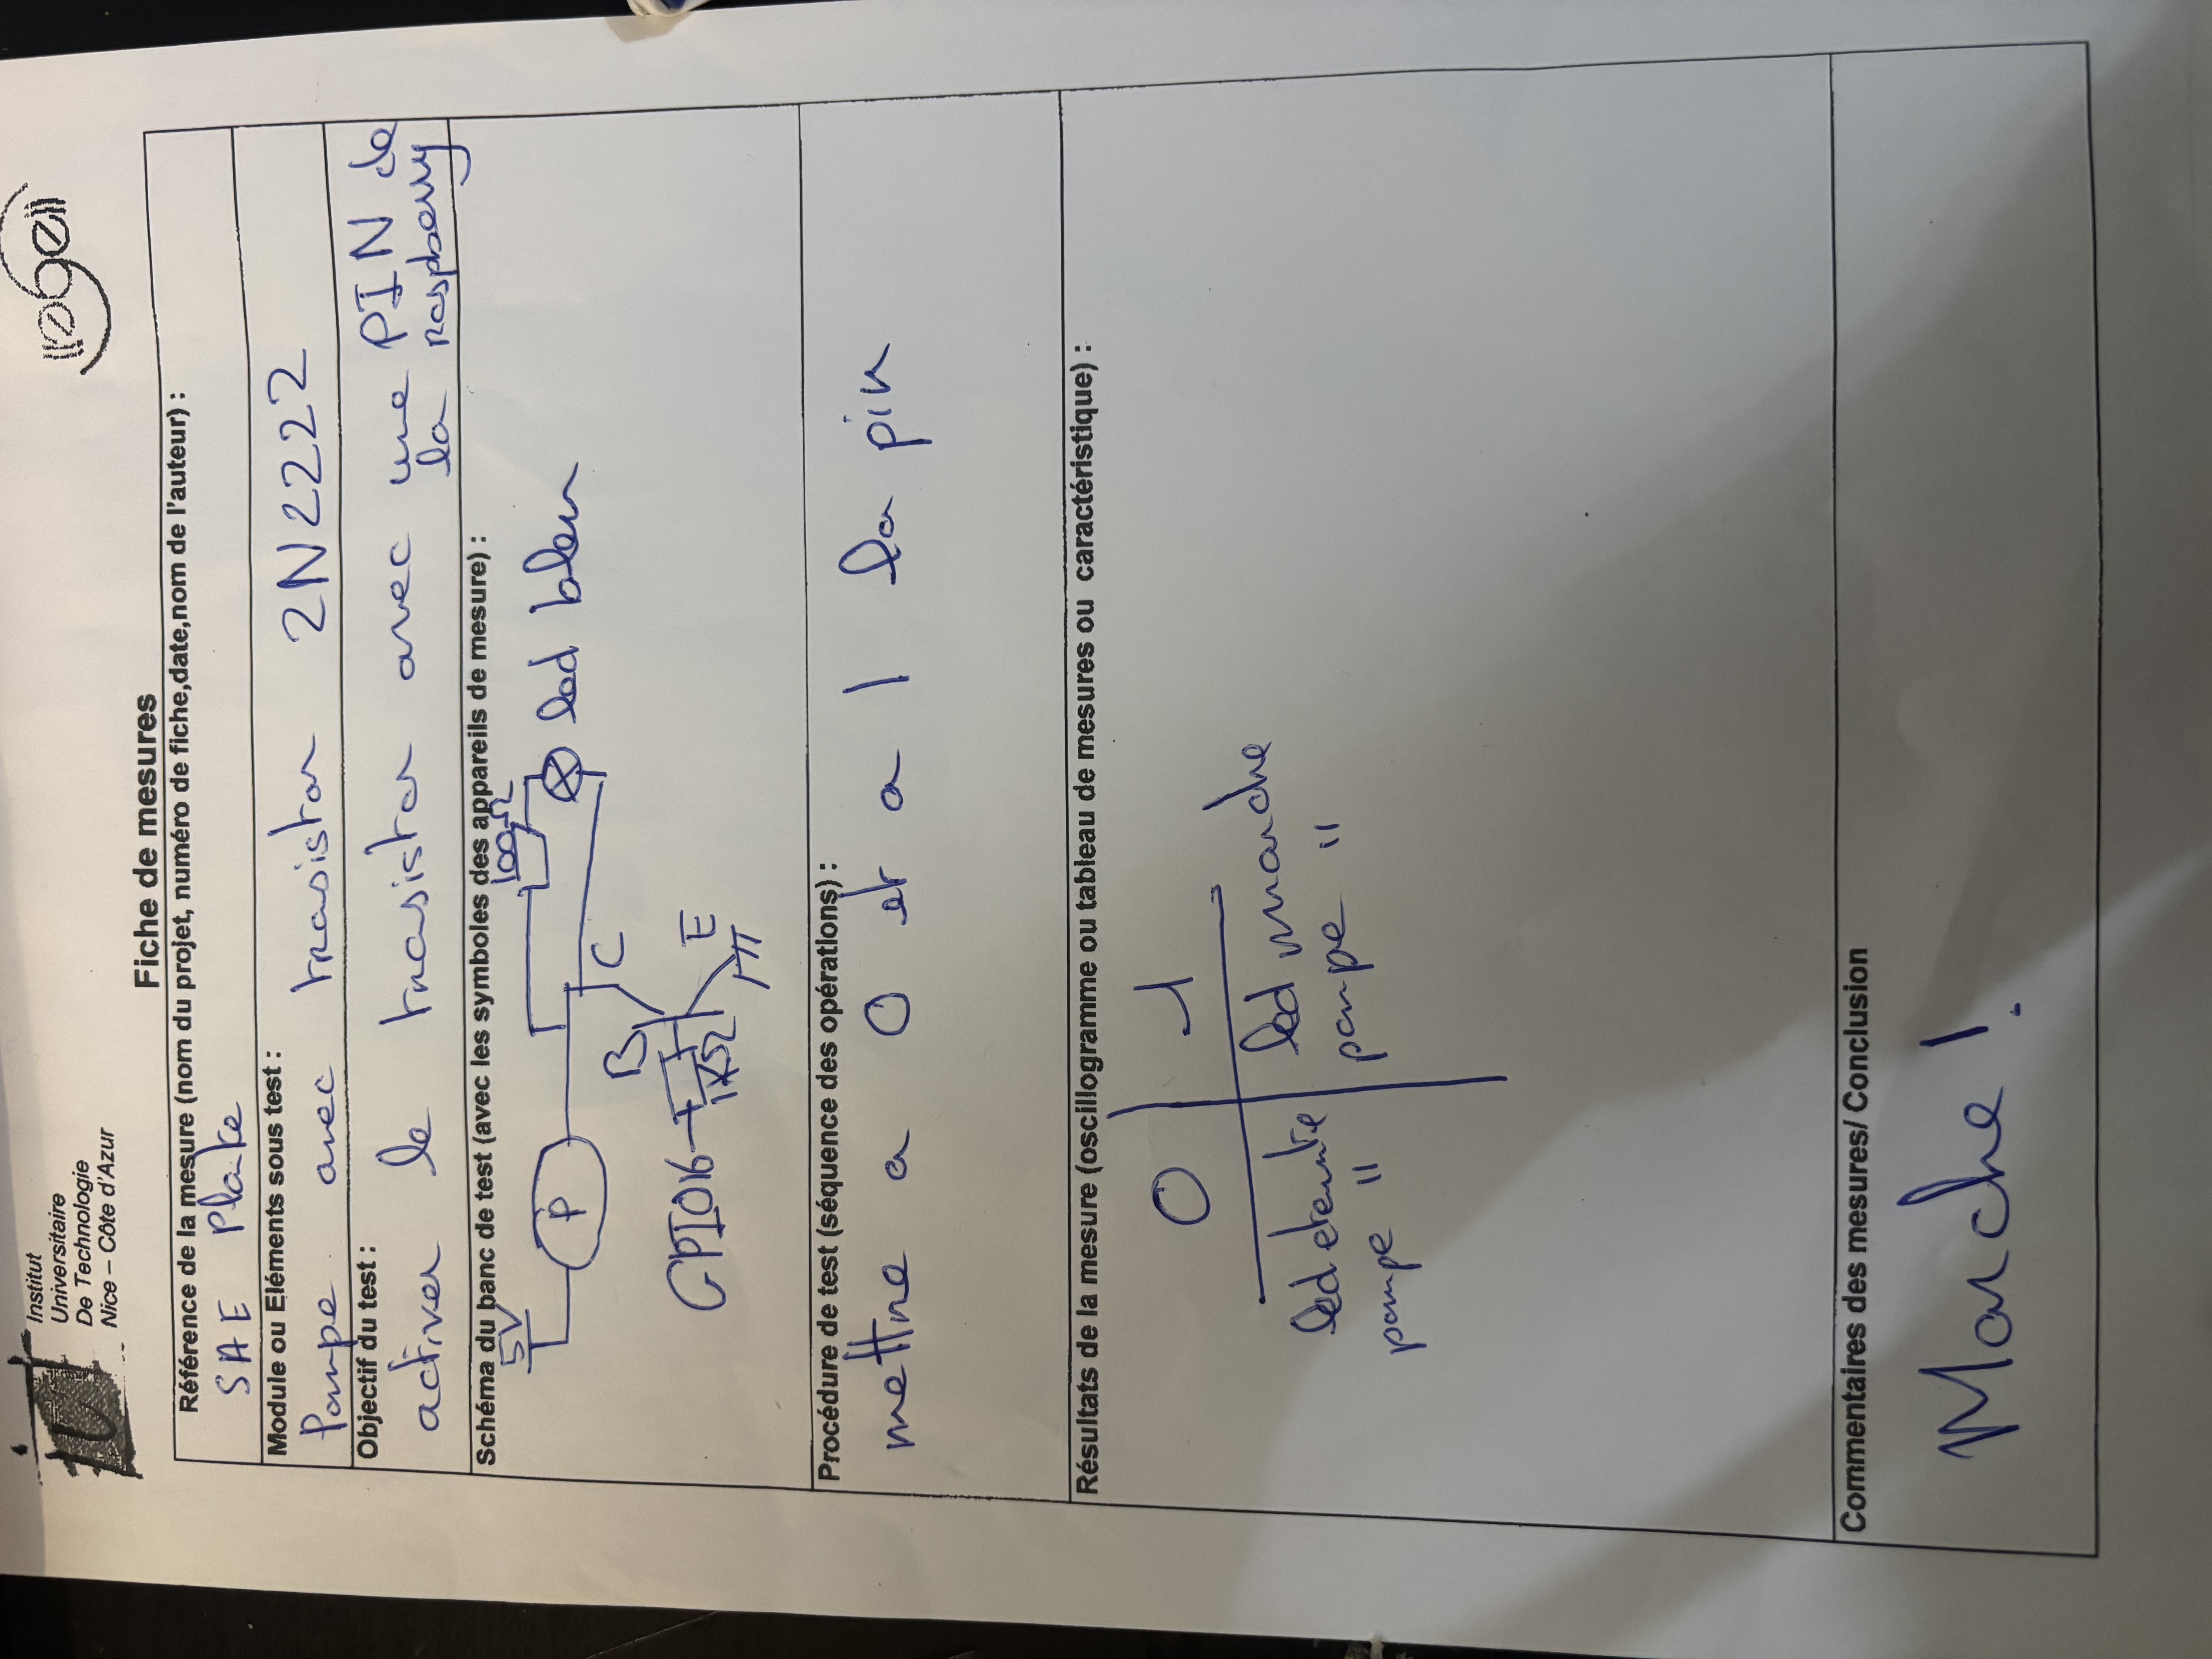 Institut
Universitaire
De Technologie
Nice – Côte d'Azur
Fiche de mesures
Référence de la mesure (nom du projet, numéro de fiche,date,nom de l'auteur) :
SAE Plante
Module ou Eléments sous test :
Pompe avec trasistor 2N2222
Objectif du test :
activer le trasistor avec une PIN de
la Raspberry
Schéma du banc de test (avec les symboles des appareils de mesure) :
5V
100Ω
P
led bleu
B
C
GPIO16
1KΩ
E
Procédure de test (séquence des opérations) :
mettre a 0 et a 1 la pin
Résultats de la mesure (oscillogramme ou tableau de mesures ou caractéristique) :
0 1
led eteinte led marche
pompe " pompe "
Commentaires des mesures/ Conclusion
Marche !